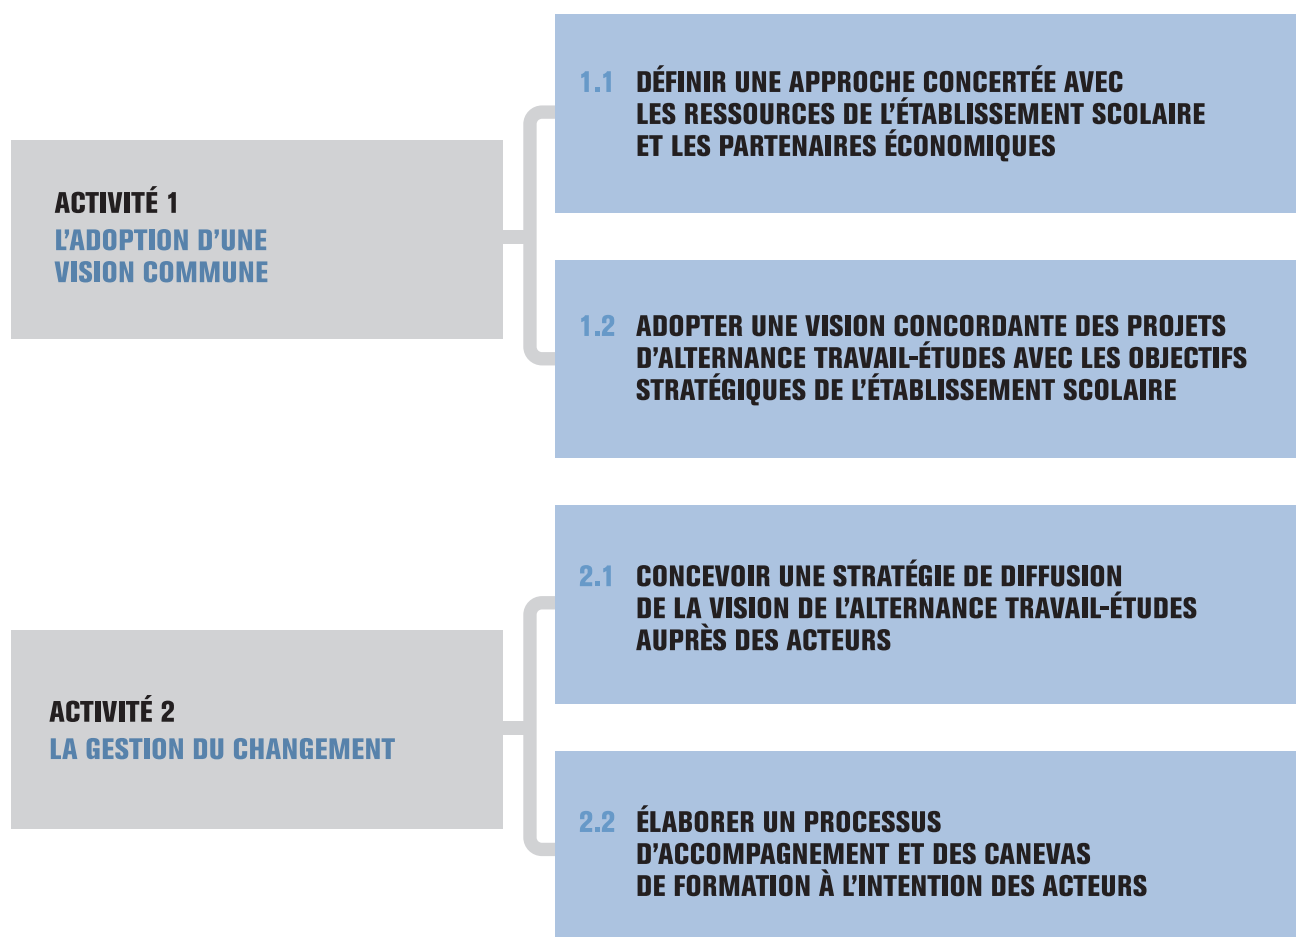 ACTIVITÉ 1
L’ADOPTION D’UNE
VISION COMMUNE
1.1 DÉFINIR UNE APPROCHE CONCERTÉE AVEC
LES RESSOURCES DE L’ÉTABLISSEMENT SCOLAIRE
ET LES PARTENAIRES ÉCONOMIQUES
1.2 ADOPTER UNE VISION CONCORDANTE DES PROJETS
D’ALTERNANCE TRAVAIL-ÉTUDES AVEC LES OBJECTIFS
STRATÉGIQUES DE L’ÉTABLISSEMENT SCOLAIRE
ACTIVITÉ 2
LA GESTION DU CHANGEMENT
2.1 CONCEVOIR UNE STRATÉGIE DE DIFFUSION
DE LA VISION DE L’ALTERNANCE TRAVAIL-ÉTUDES
AUPRÈS DES ACTEURS
2.2 ÉLABORER UN PROCESSUS
D’ACCOMPAGNEMENT ET DES CANEVAS
DE FORMATION À L’INTENTION DES ACTEURS